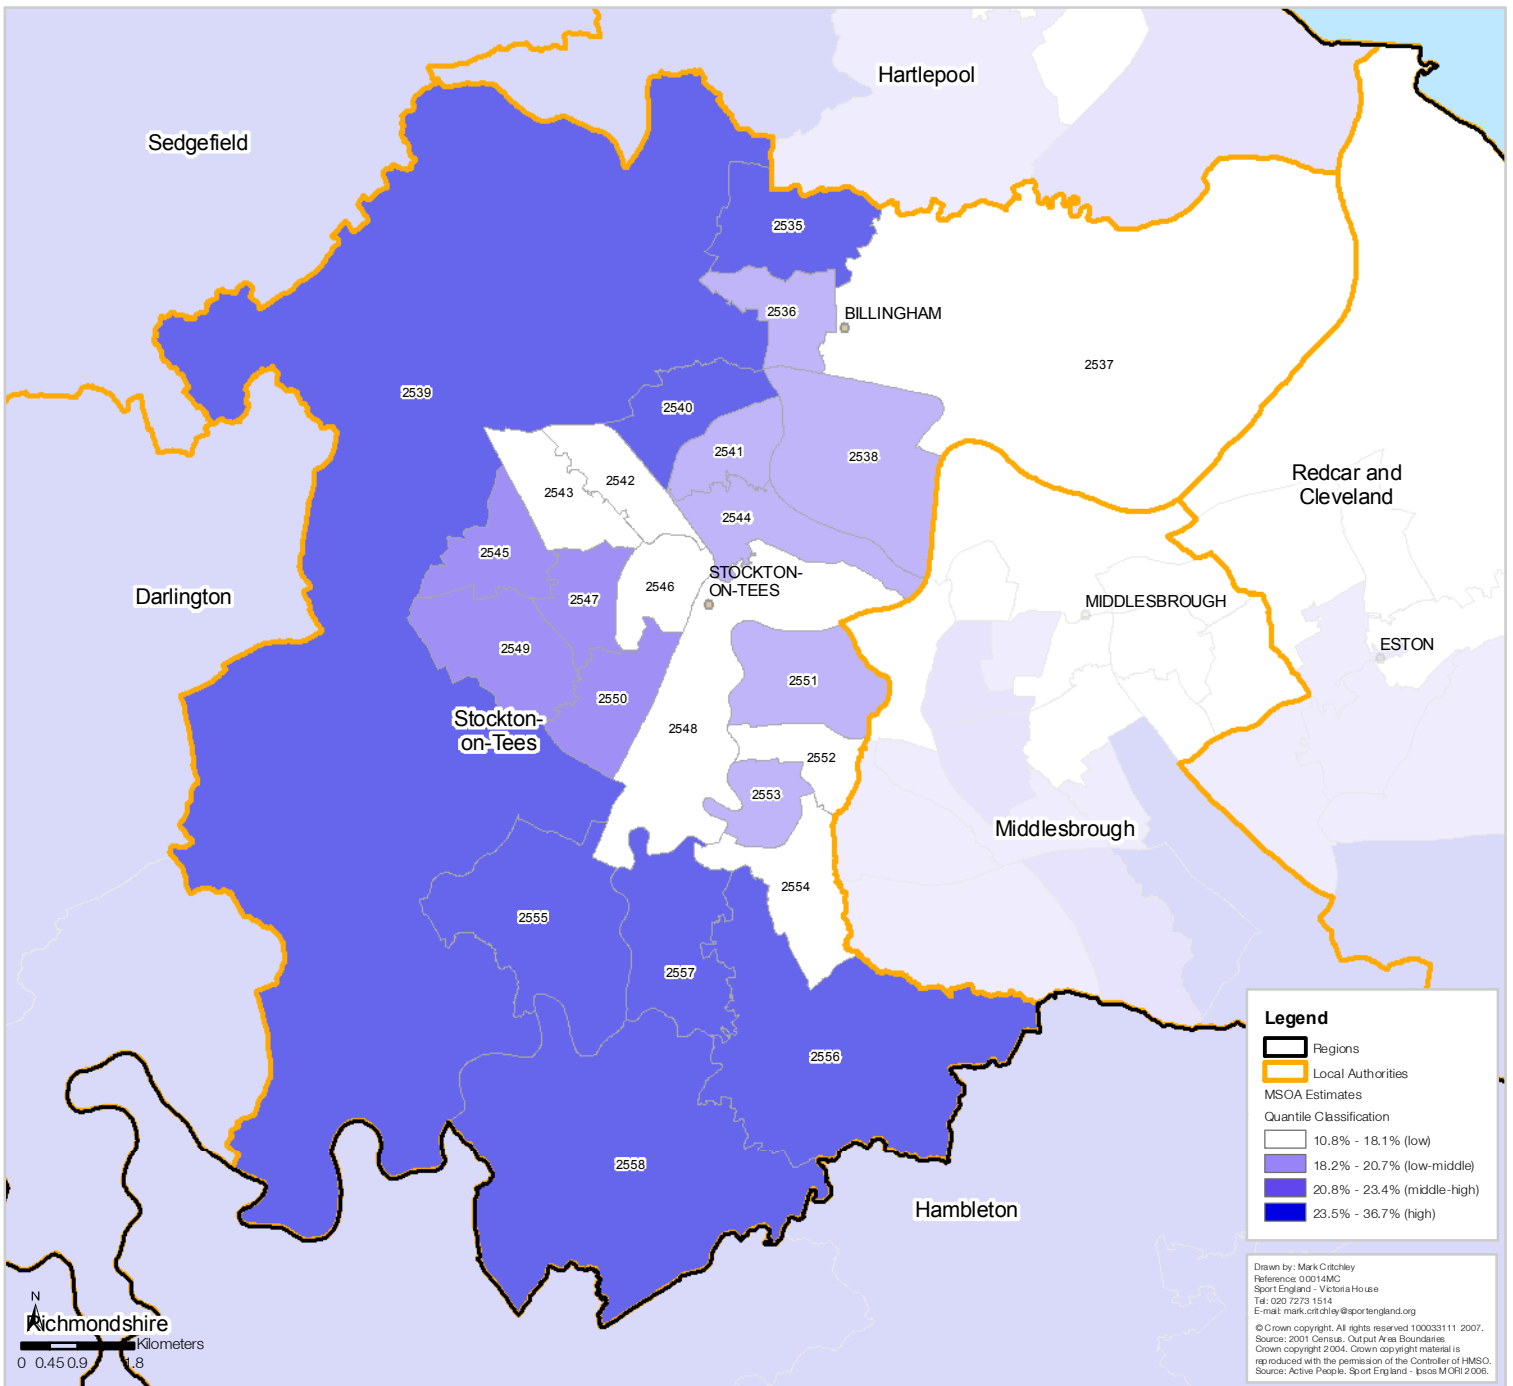 Hartlepool
Sedgefield
2535
2536
BILLINGHAM
2537
2539
2540
2541
2538
2542
2543
Redcar and
Cleveland
2544
2545
STOCKTON-
ON-TEES
2546
2547
Darlington
MIDDLESBROUGH
ESTON
2549
2551
2550
Stockton-
on-Tees
2548
2552
2553
Middlesbrough
2554
2555
2557
2556
2558
Hambleton
Legend
Regions
Local Authorities
MSOA Estimates
Quantile Classification
10.8% - 18.1% (low)
18.2% - 20.7% (low-middle)
20.8% - 23.4% (middle-high)
23.5% - 36.7% (high)
Drawn by: Mark Critchley
Reference: 00014MC
Sport England - Victoria House
Tel: 020 7273 1514
E-mail: mark.critchley@sportengland.org
© Crown copyright. All rights reserved 100033111 2007.
Source: 2001 Census. Output Area Boundaries
Crown copyright 2004. Crown copyright material is
reproduced with the permission of the Controller of HMSO.
Source: Active People. Sport England - Ipsos MORI 2006.
N
Richmondshire
Kilometers
0 0.45 0.9 1.8